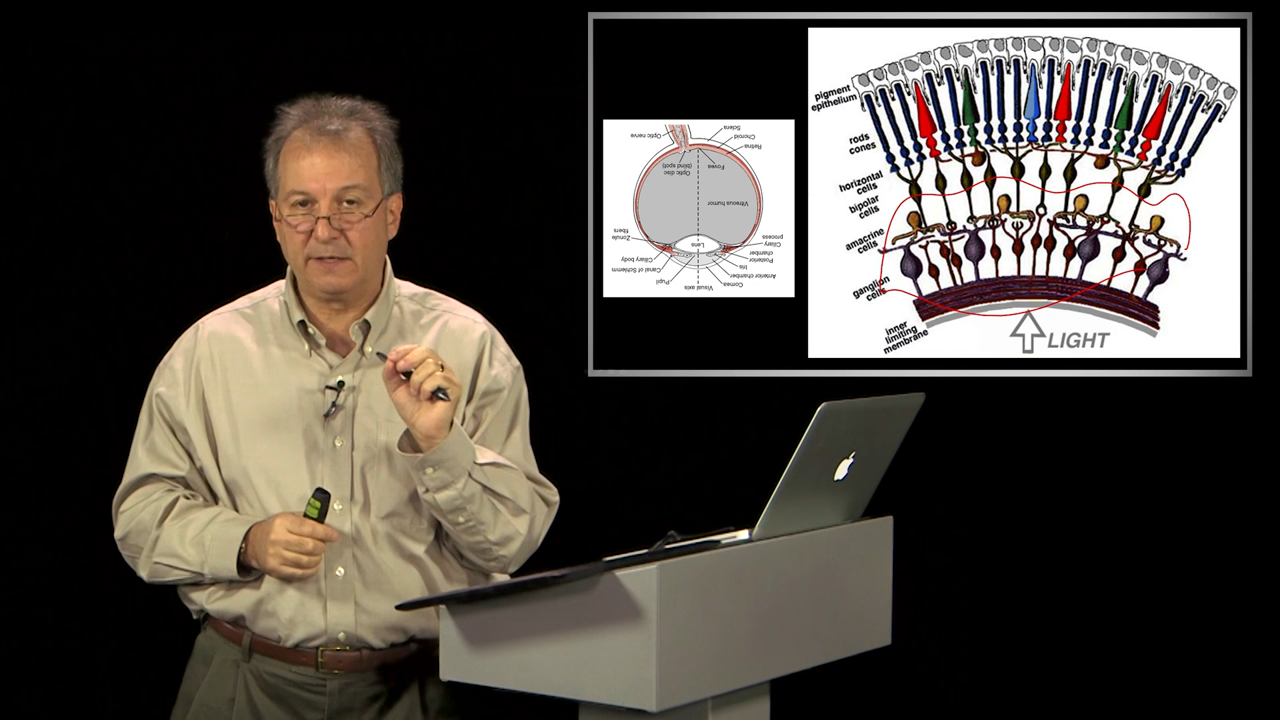 Optic nerve
Sclera
Choroid
Retina
Optic disc
(blind spot)
Fovea
Vitreous humor
Zonule
fibers
Lens
Ciliary
process
Ciliary body
Posterior
chamber
Canal of Schlemm
Iris
Anterior chamber
Pupil
Cornea
Visual axis
pigment
epithelium
rods
cones
horizontal
cells
bipolar
cells
amacrine
cells
ganglion
cells
inner
limiting
membrane
LIGHT